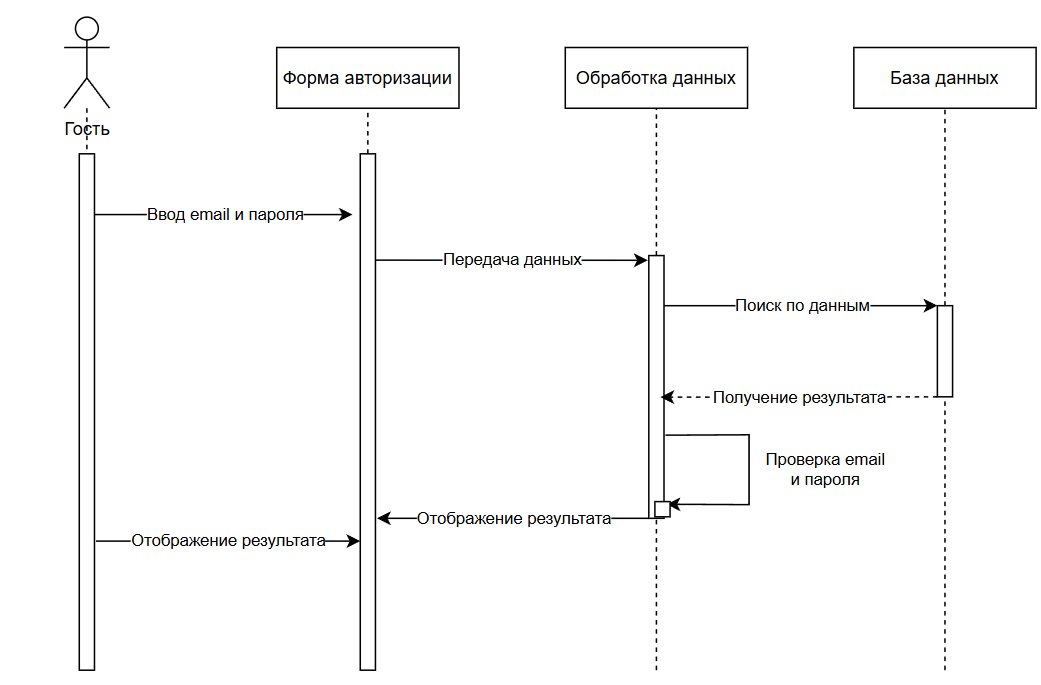 Форма авторизации
Обработка данных
База данных
Гость
Ввод email и пароля
Передача данных
Поиск по данным
Получение результата
Проверка email
и пароля
Отображение результата
Отображение результата